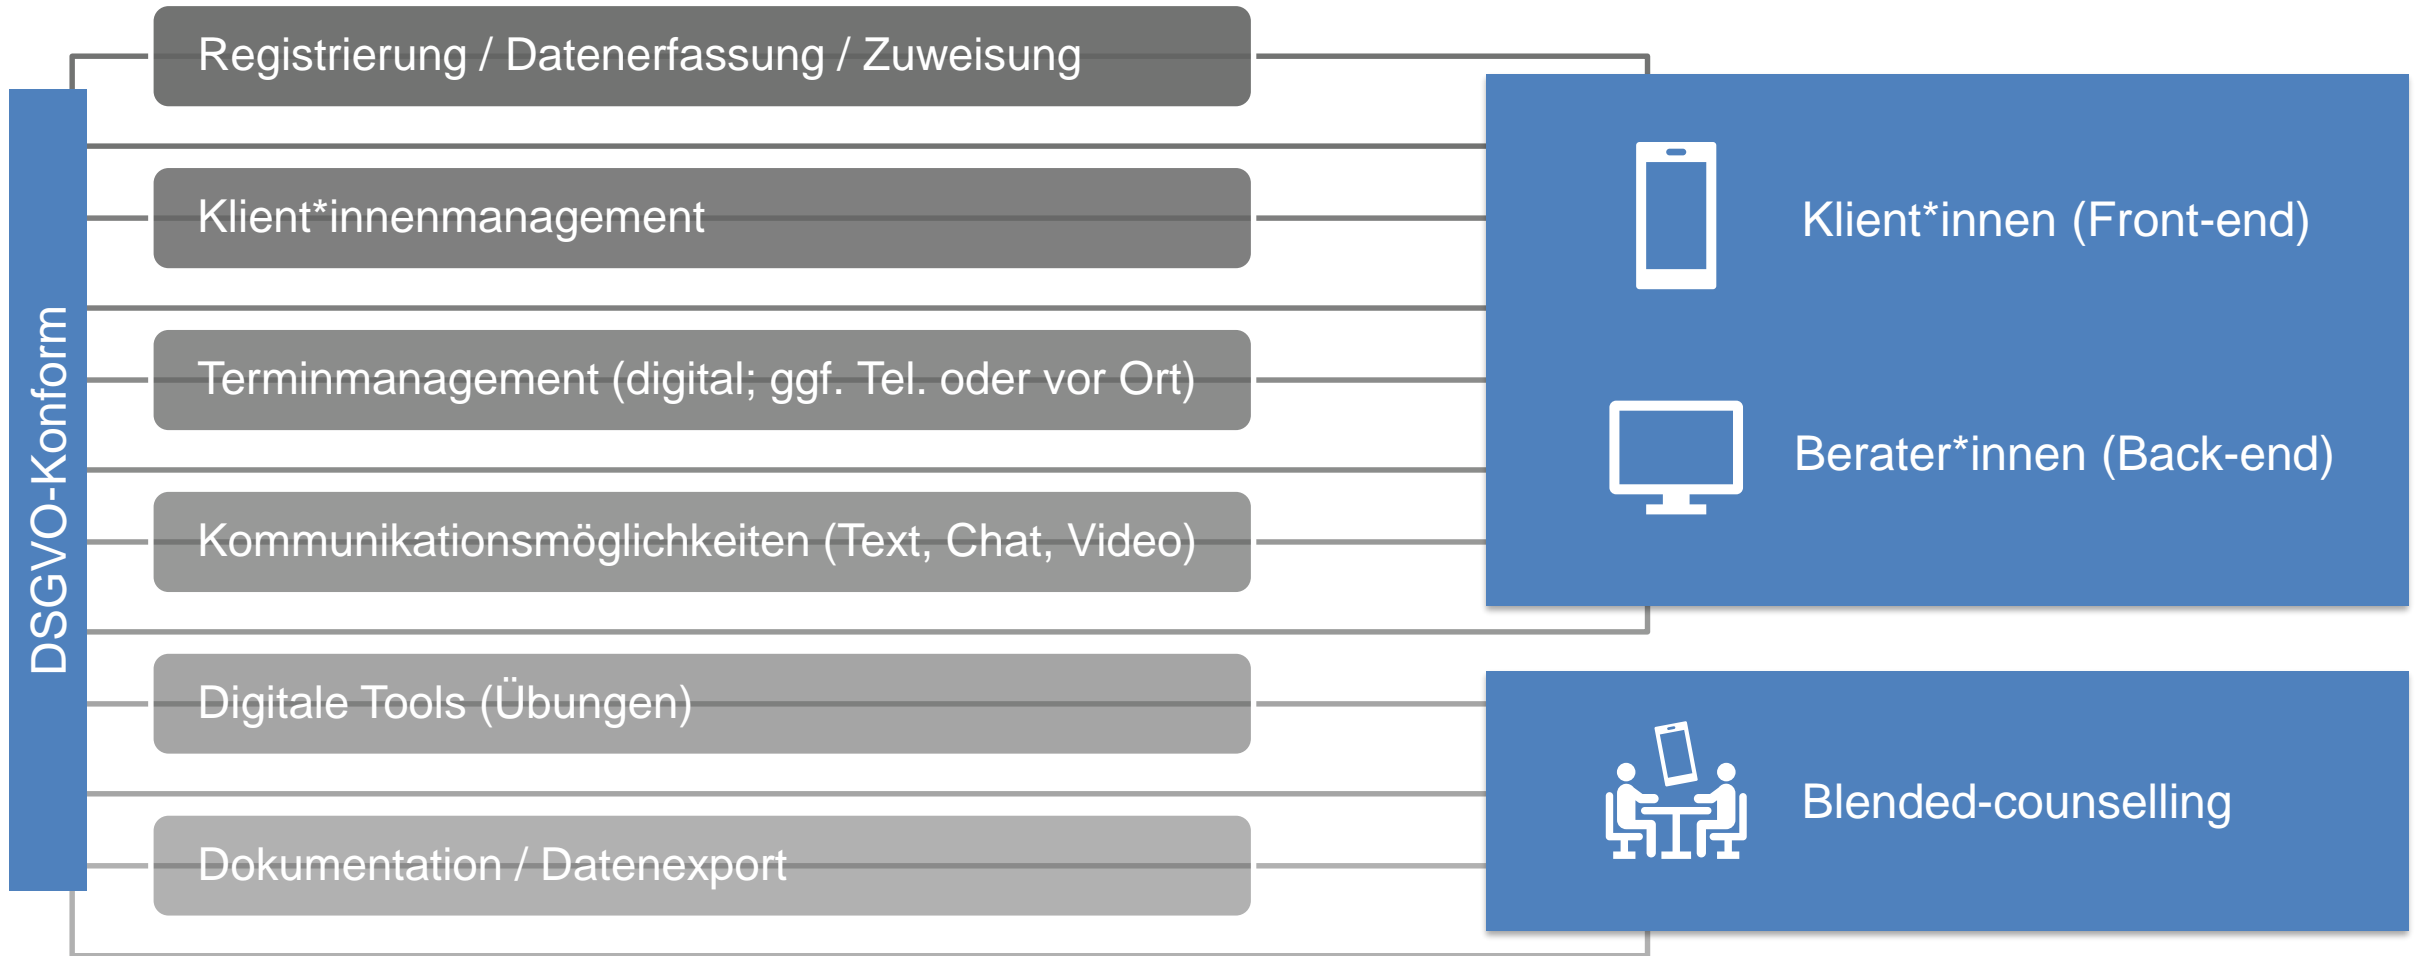 DSGVO-Konform
Registrierung / Datenerfassung / Zuweisung
Klient*innenmanagement
Terminmanagement (digital; ggf. Tel. oder vor Ort)
Kommunikationsmöglichkeiten (Text, Chat, Video)
Digitale Tools (Übungen)
Dokumentation / Datenexport
Klient*innen (Front-end)
Berater*innen (Back-end)
Blended-counselling